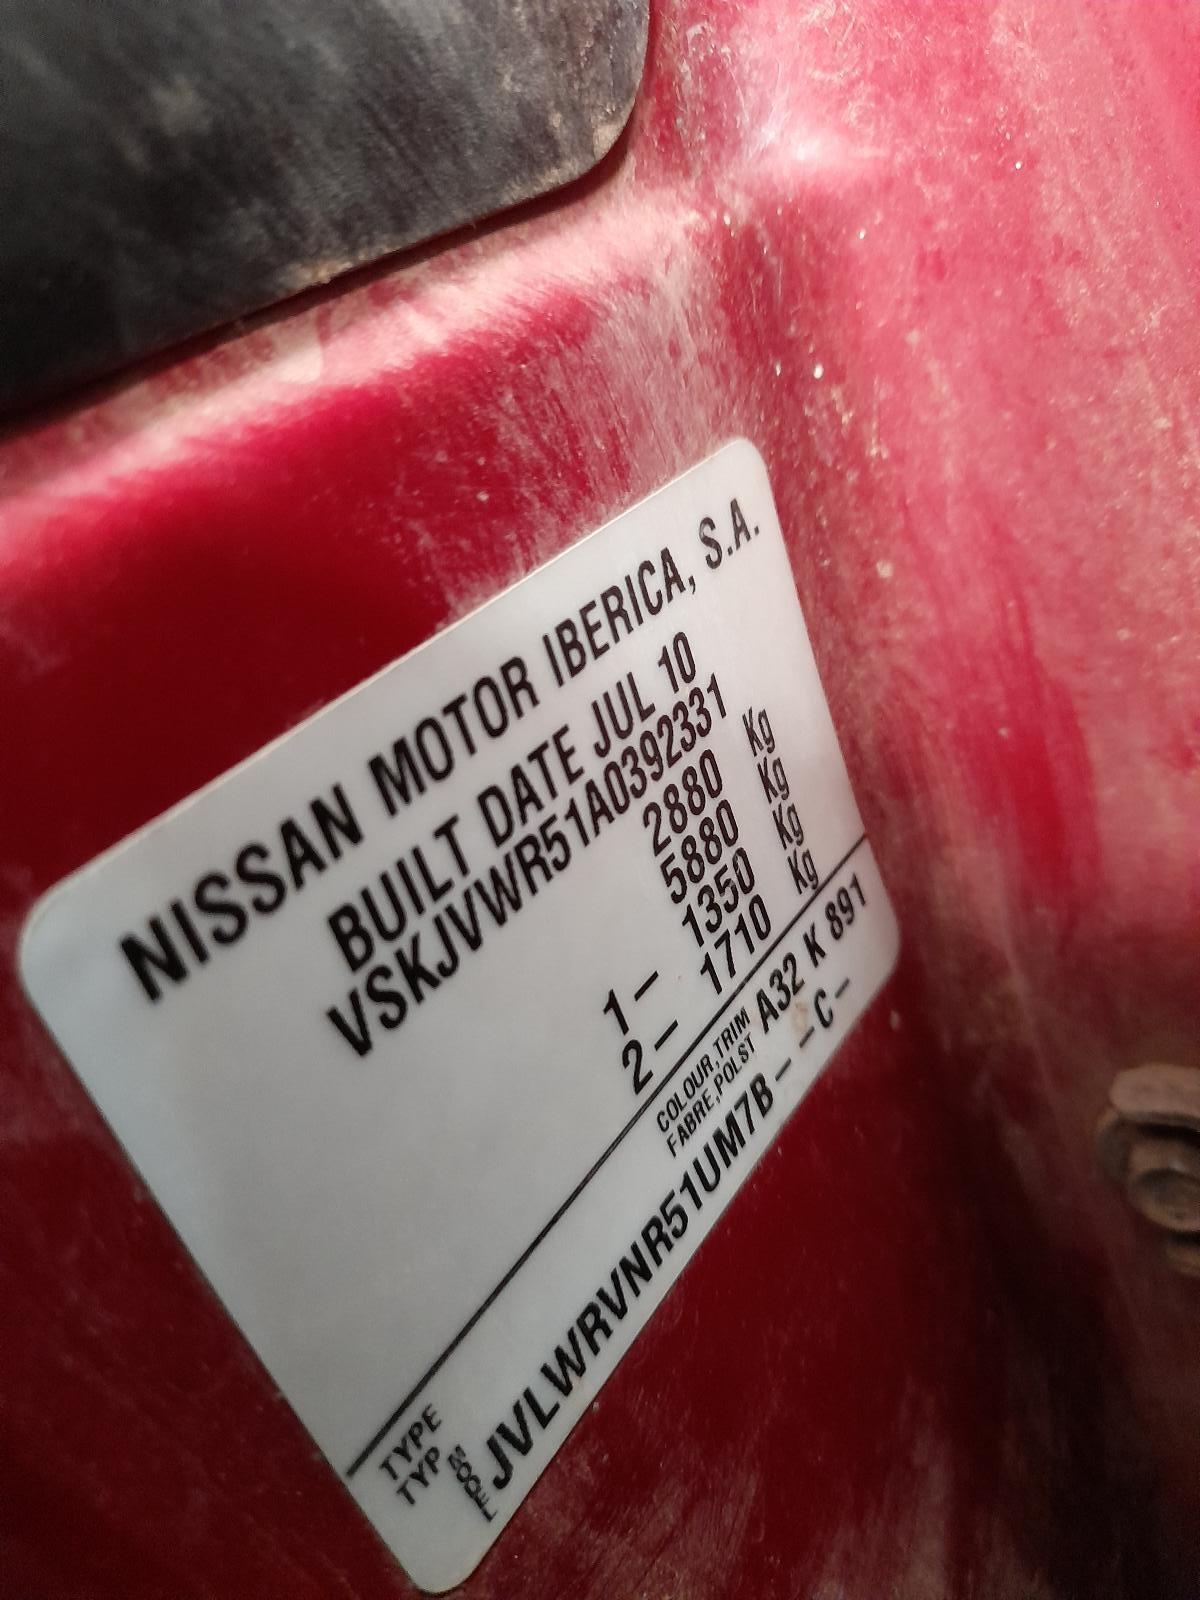 NISSAN MOTOR IBERICA, S.A.
BUILT DATE JUL 10
VSKJVWR51A0392331
2880 Kg
5880 Kg
1 – 1350 Kg
2 – 1710 Kg
COLOUR,TRIM A32 K 891
FABRE,POLST
TYPE
TYP
MODEL JVLWRVNR51UM7B – – C –